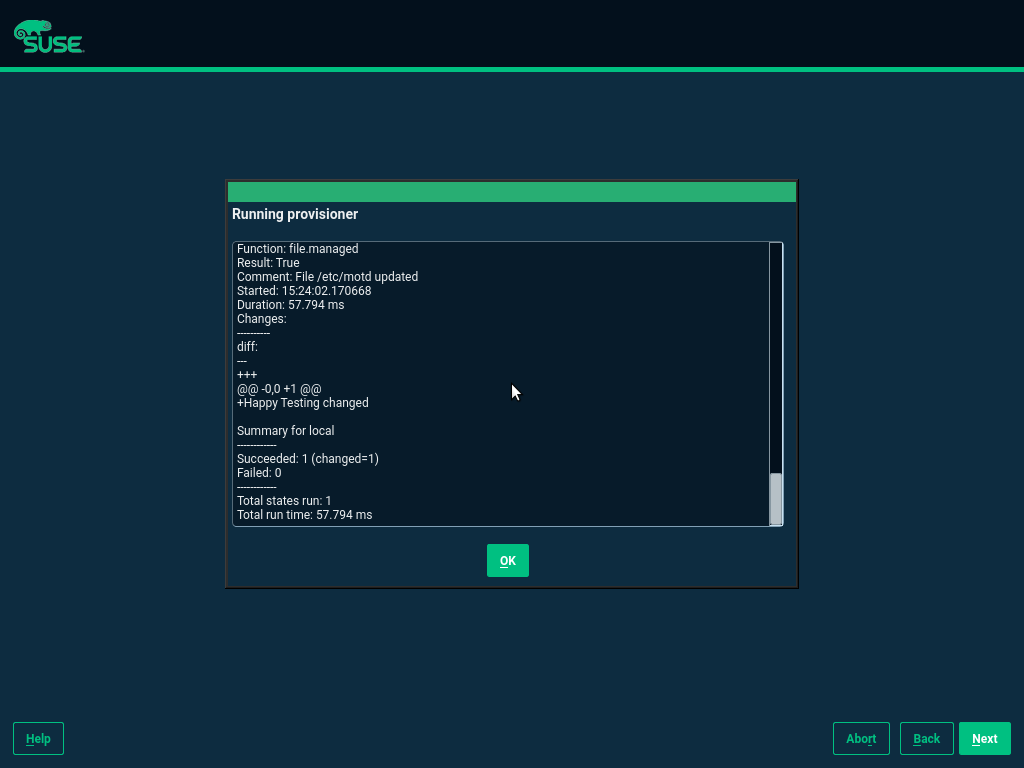 SUSE
Running provisioner
Function: file.managed
Result: True
Comment: File /etc/motd updated
Started: 15:24:02.170668
Duration: 57.794 ms
Changes:
----------
diff:
---
+++
@@ -0,0 +1 @@
+Happy Testing changed
Summary for local
------------
Succeeded: 1 (changed=1)
Failed: 0
------------
Total states run: 1
Total run time: 57.794 ms
OK
Help
Abort
Back
Next